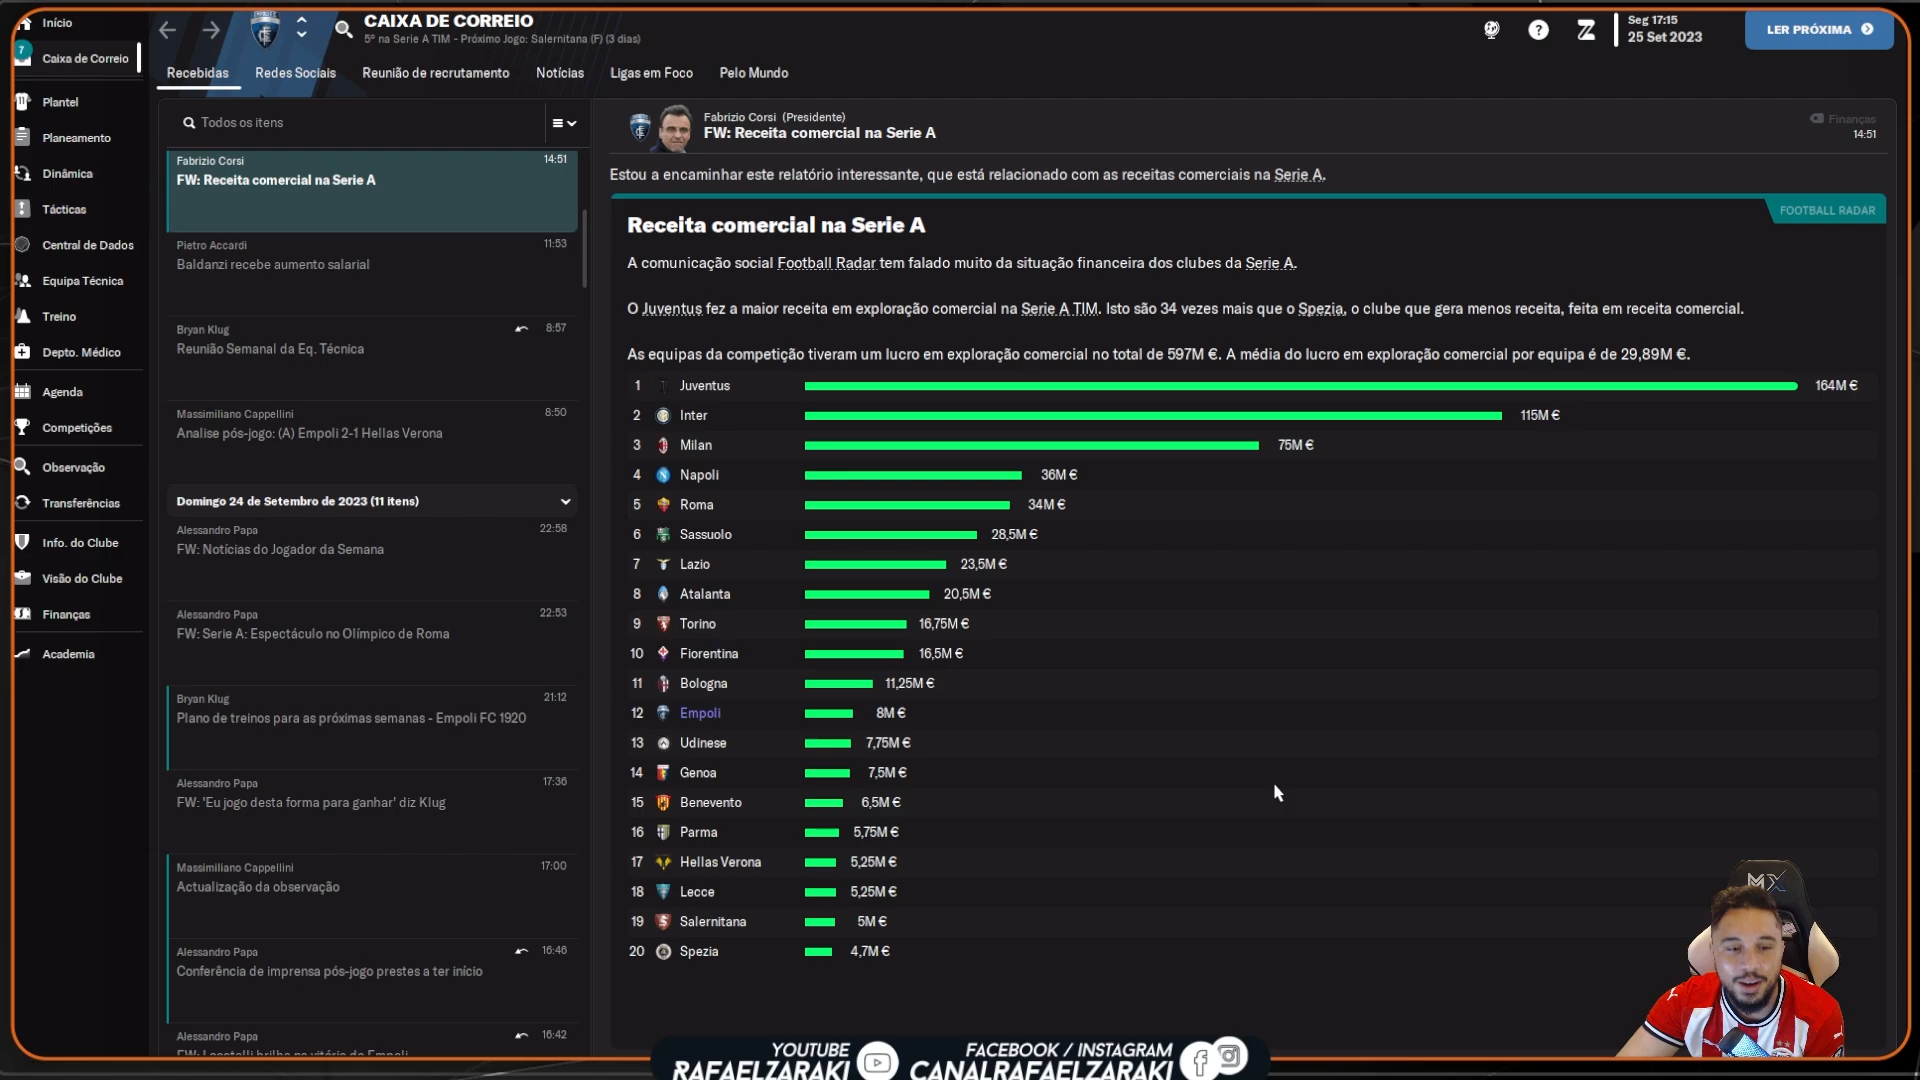 Início
7
Caixa de Correio
Plantel
Planeamento
Dinâmica
Tácticas
Central de Dados
Equipa Técnica
Treino
Depto. Médico
Agenda
Competições
Observação
Transferências
Info. do Clube
Visão do Clube
Finanças
Academia
CAIXA DE CORREIO
5º na Serie A TIM - Próximo Jogo: Salernitana (F) (3 dias)
Seg 17:15
25 Set 2023
LER PRÓXIMA
Recebidas Redes Sociais Reunião de recrutamento Notícias Ligas em Foco Pelo Mundo
Todos os itens
Fabrizio Corsi 14:51
FW: Receita comercial na Serie A
Pietro Accardi 11:53
Baldanzi recebe aumento salarial
Bryan Klug 8:57
Reunião Semanal da Eq. Técnica
Massimiliano Cappellini 8:50
Analise pós-jogo: (A) Empoli 2-1 Hellas Verona
Domingo 24 de Setembro de 2023 (11 itens)
Alessandro Papa 22:58
FW: Notícias do Jogador da Semana
Alessandro Papa 22:53
FW: Serie A: Espectáculo no Olímpico de Roma
Bryan Klug 21:12
Plano de treinos para as próximas semanas - Empoli FC 1920
Alessandro Papa 17:36
FW: 'Eu jogo desta forma para ganhar' diz Klug
Massimiliano Cappellini 17:00
Actualização da observação
Alessandro Papa 16:46
Conferência de imprensa pós-jogo prestes a ter início
Alessandro Papa 16:42
Fabrizio Corsi (Presidente)
FW: Receita comercial na Serie A
Finanças
14:51
Estou a encaminhar este relatório interessante, que está relacionado com as receitas comerciais na Serie A.
FOOTBALL RADAR
Receita comercial na Serie A
A comunicação social Football Radar tem falado muito da situação financeira dos clubes da Serie A.
O Juventus fez a maior receita em exploração comercial na Serie A TIM. Isto são 34 vezes mais que o Spezia, o clube que gera menos receita, feita em receita comercial.
As equipas da competição tiveram um lucro em exploração comercial no total de 597M €. A média do lucro em exploração comercial por equipa é de 29,89M €.
1 Juventus 164M €
2 Inter 115M €
3 Milan 75M €
4 Napoli 36M €
5 Roma 34M €
6 Sassuolo 28,5M €
7 Lazio 23,5M €
8 Atalanta 20,5M €
9 Torino 16,75M €
10 Fiorentina 16,5M €
11 Bologna 11,25M €
12 Empoli 8M €
13 Udinese 7,75M €
14 Genoa 7,5M €
15 Benevento 6,5M €
16 Parma 5,75M €
17 Hellas Verona 5,25M €
18 Lecce 5,25M €
19 Salernitana 5M €
20 Spezia 4,7M €
MX
YOUTUBE
RAFAELZARAKI
FACEBOOK / INSTAGRAM
CANALRAFAELZARAKI